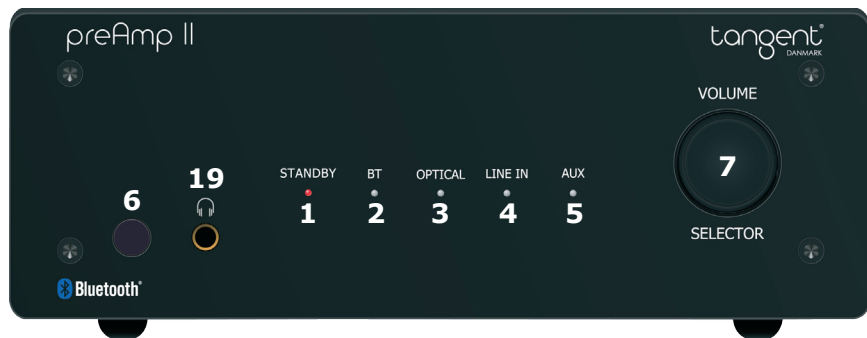 preAmp II
tangent®
DANMARK
VOLUME
7
SELECTOR
19
6
STANDBY BT OPTICAL LINE IN AUX
1 2 3 4 5
Bluetooth®